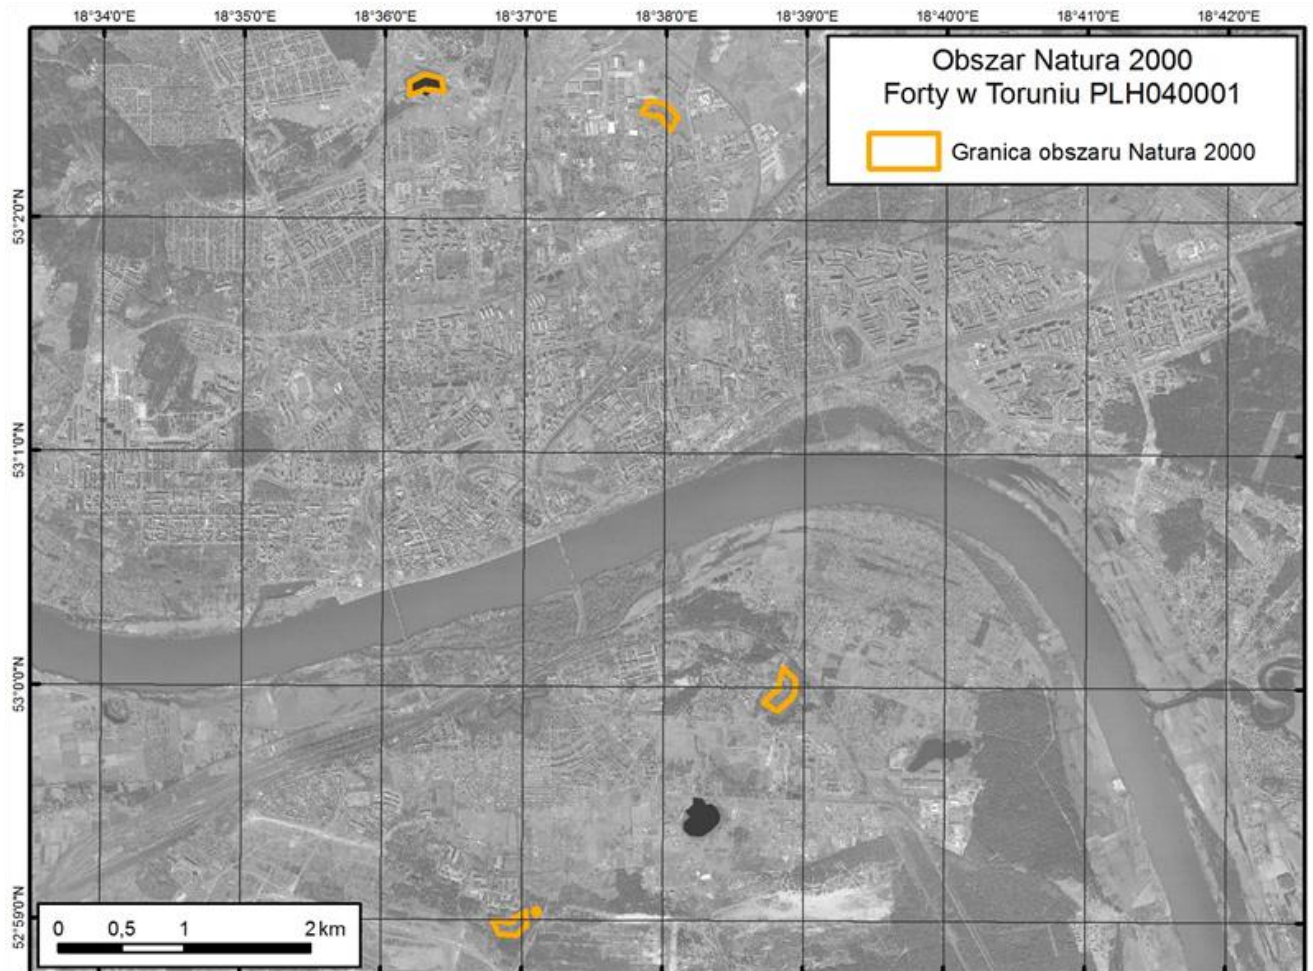 18°34'0"E 18°35'0"E 18°36'0"E 18°37'0"E 18°38'0"E 18°39'0"E 18°40'0"E 18°41'0"E 18°42'0"E
Obszar Natura 2000
Forty w Toruniu PLH040001
Granica obszaru Natura 2000
53°2'0"N
53°1'0"N
53°0'0"N
52°59'0"N
0 0,5 1 2 km